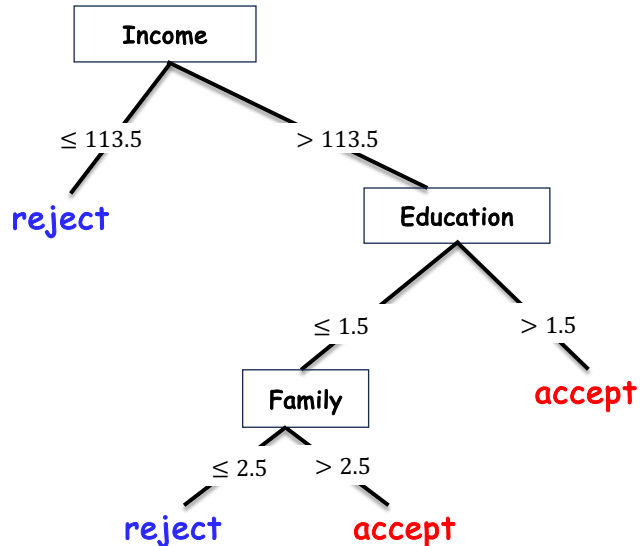 Income
≤ 113.5
> 113.5
reject
Education
≤ 1.5
> 1.5
Family
accept
≤ 2.5
> 2.5
reject
accept